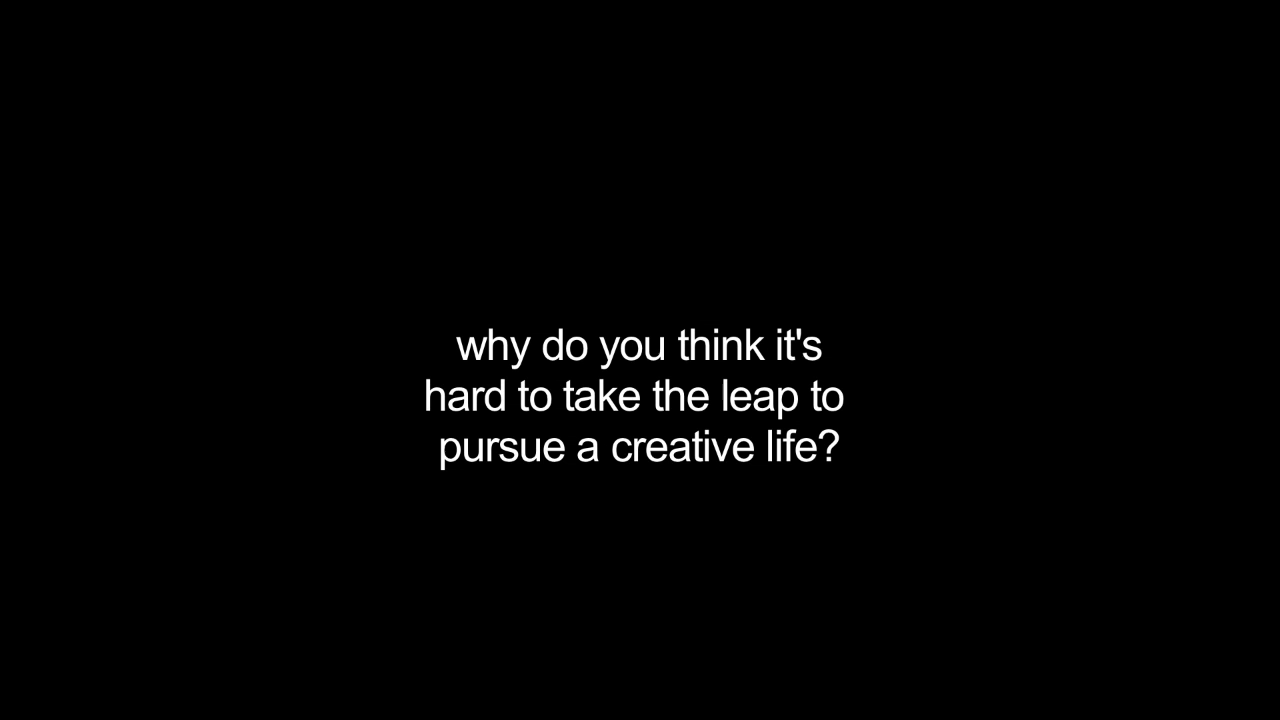 why do you think it's
hard to take the leap to
pursue a creative life?